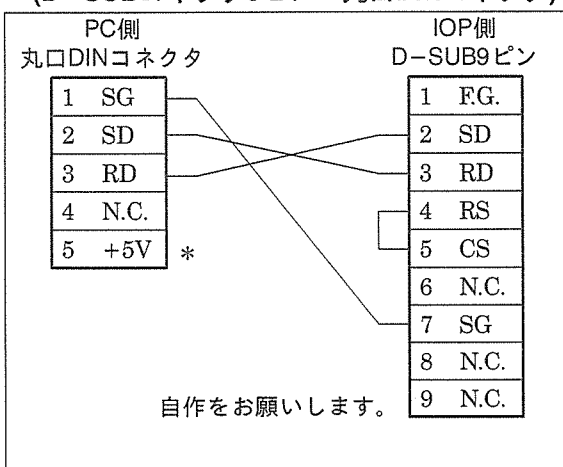 PC側
丸口DINコネクタ
1 SG
2 SD
3 RD
4 N.C.
5 +5V *
IOP側
D-SUB9ピン
1 F.G.
2 SD
3 RD
4 RS
5 CS
6 N.C.
7 SG
8 N.C.
9 N.C.
自作をお願いします。